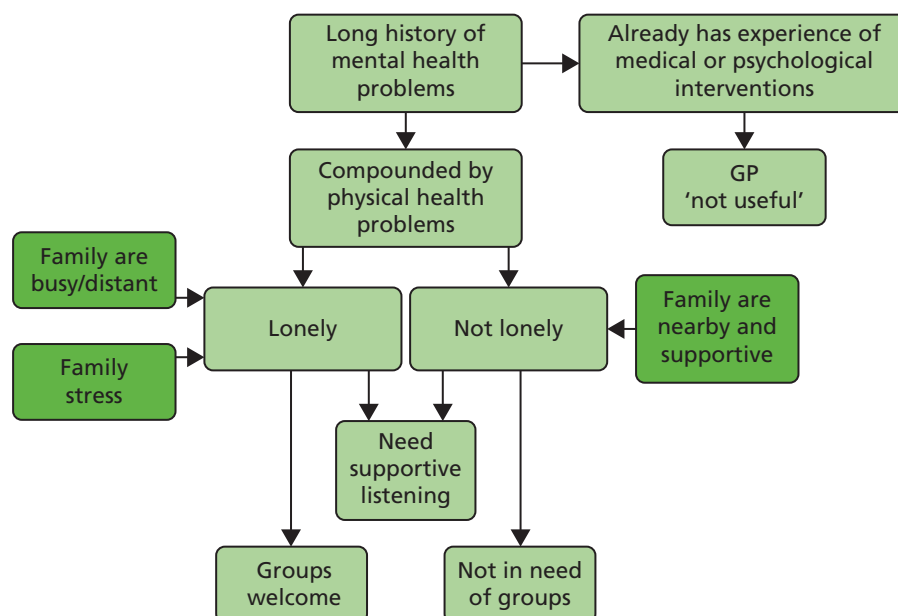 Long history of
mental health
problems
Already has experience of
medical or psychological
interventions
Compounded by
physical health
problems
GP
‘not useful’
Family are
busy/distant
Lonely
Not lonely
Family are
nearby and
supportive
Family
stress
Need
supportive
listening
Groups
welcome
Not in need
of groups